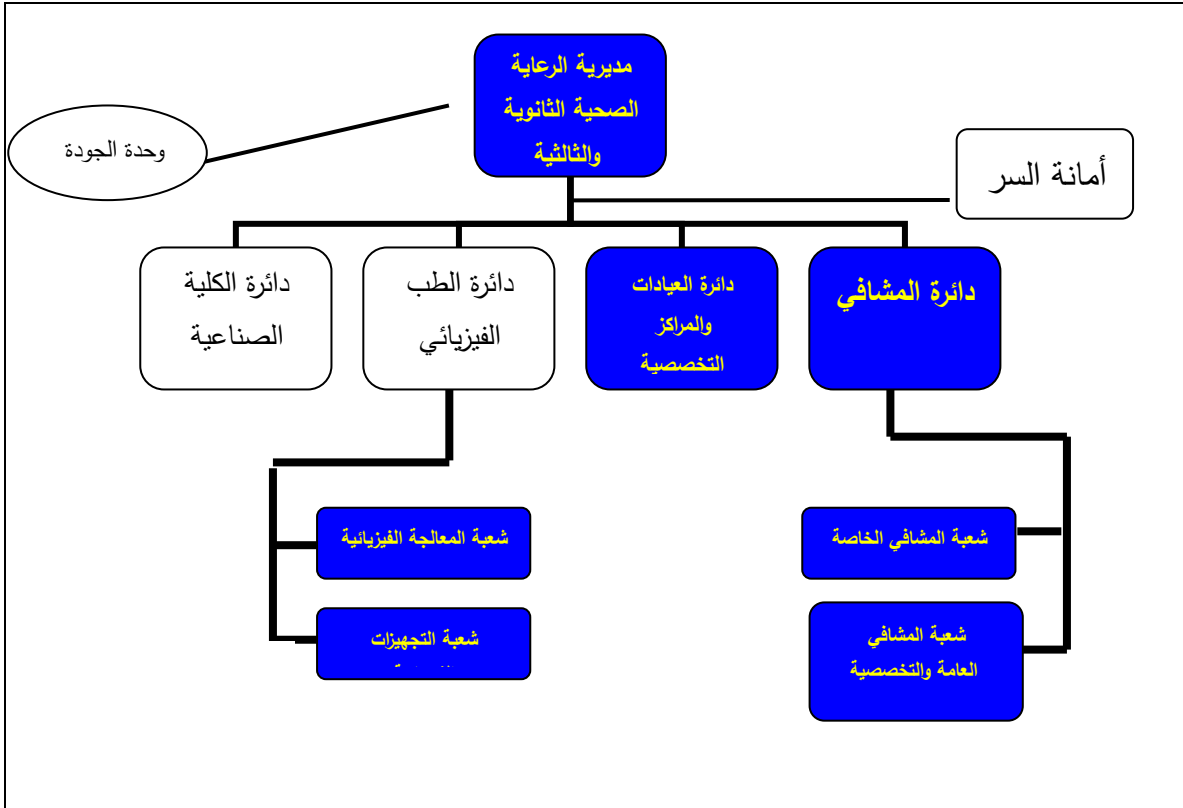 مديرية الرعاية
الصحية الثانوية
والثالثية
وحدة الجودة
أمانة السر
دائرة المشافي
دائرة العيادات
والمراكز
التخصصية
دائرة الطب
الفيزيائي
دائرة الكلية
الصناعية
شعبة المشافي الخاصة
شعبة المشافي
العامة والتخصصية
شعبة المعالجة الفيزيائية
شعبة التجهيزات